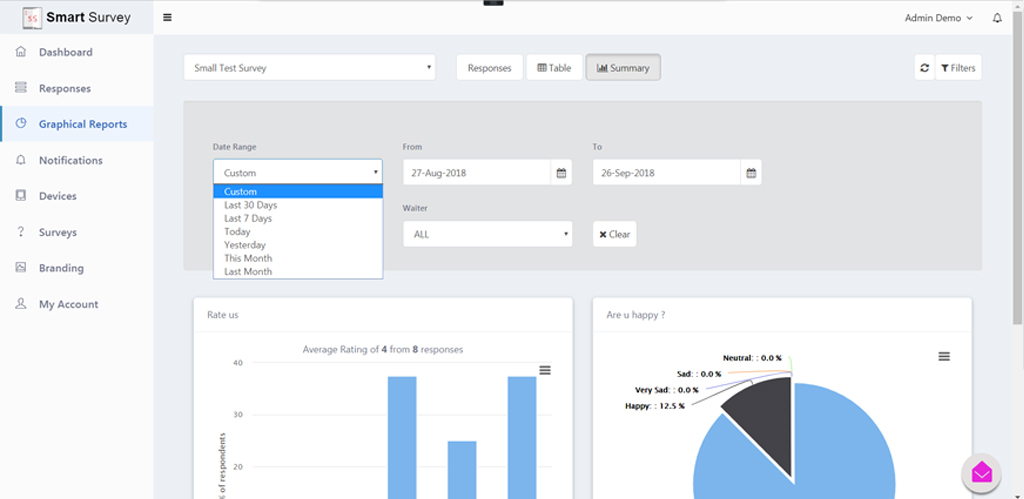 SS Smart Survey
Admin Demo
Dashboard
Responses
Graphical Reports
Notifications
Devices
Surveys
Branding
My Account
Small Test Survey
Responses
Table
Summary
Filters
Date Range
From
To
Custom
27-Aug-2018
26-Sep-2018
Custom
Last 30 Days
Last 7 Days
Today
Yesterday
This Month
Last Month
Waiter
ALL
Clear
Rate us
Average Rating of 4 from 8 responses
40
30
20
% of respondents
Are u happy ?
Neutral: : 0.0 %
Sad: : 0.0 %
Very Sad: : 0.0 %
Happy: : 12.5 %